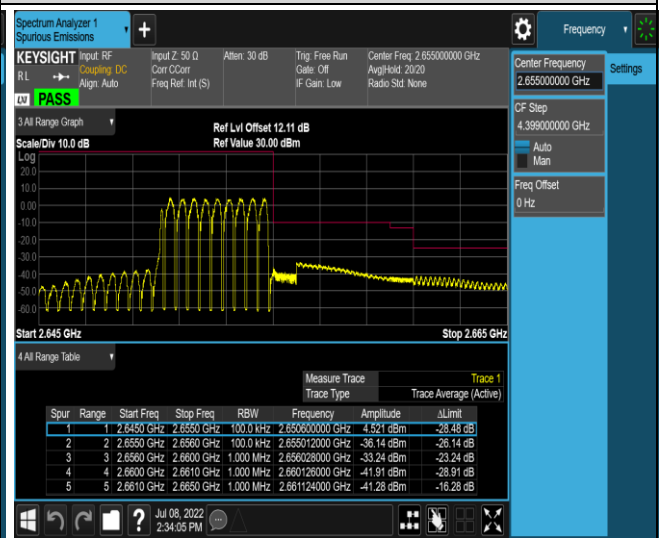 Spectrum Analyzer 1
Spurious Emissions
+
Frequency
KEYSIGHT Input: RF
RL
Coupling: DC
Align: Auto
Input Z: 50 Ω
Corr CCorr
Freq Ref: Int (S)
Atten: 30 dB
Trig: Free Run
Gate: Off
IF Gain: Low
Center Freq: 2.655000000 GHz
Avg|Hold: 20/20
Radio Std: None
LXI PASS
Center Frequency
2.655000000 GHz
Settings
CF Step
4.399000000 GHz
Auto
Man
Freq Offset
0 Hz
3 All Range Graph
Ref Lvl Offset 12.11 dB
Scale/Div 10.0 dB
Ref Value 30.00 dBm
Log
20.0
10.0
0.00
-10.0
-20.0
-30.0
-40.0
-50.0
-60.0
Start 2.645 GHz
Stop 2.665 GHz
4 All Range Table
Measure Trace Trace 1
Trace Type Trace Average (Active)
Spur Range Start Freq Stop Freq RBW Frequency Amplitude ΔLimit
1 1 2.6450 GHz 2.6550 GHz 100.0 kHz 2.650600000 GHz 4.521 dBm -28.48 dB
2 2 2.6550 GHz 2.6560 GHz 100.0 kHz 2.655012000 GHz -36.14 dBm -26.14 dB
3 3 2.6560 GHz 2.6600 GHz 1.000 MHz 2.656028000 GHz -33.24 dBm -23.24 dB
4 4 2.6600 GHz 2.6610 GHz 1.000 MHz 2.660126000 GHz -41.91 dBm -28.91 dB
5 5 2.6610 GHz 2.6650 GHz 1.000 MHz 2.661124000 GHz -41.28 dBm -16.28 dB
?
Jul 08, 2022
2:34:05 PM